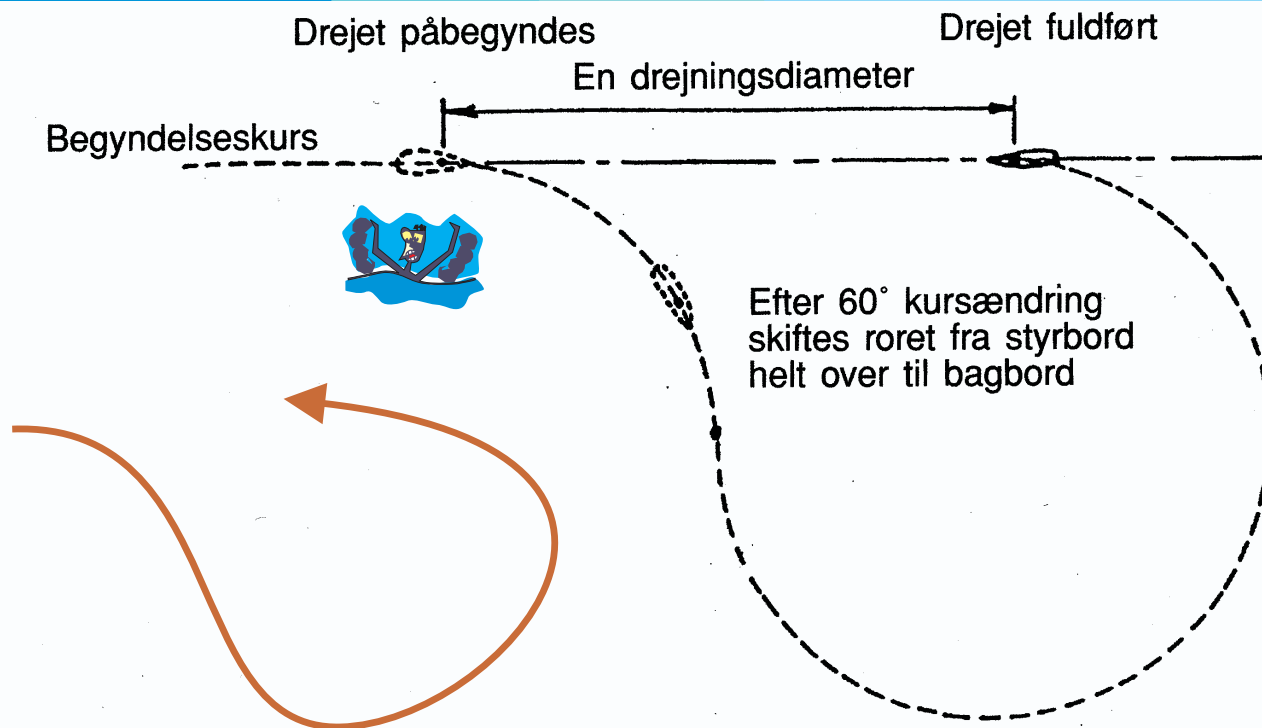 Drejet påbegyndes
Drejet fuldført
En drejningsdiameter
Begyndelseskurs
Efter 60° kursændring
skiftes roret fra styrbord
helt over til bagbord